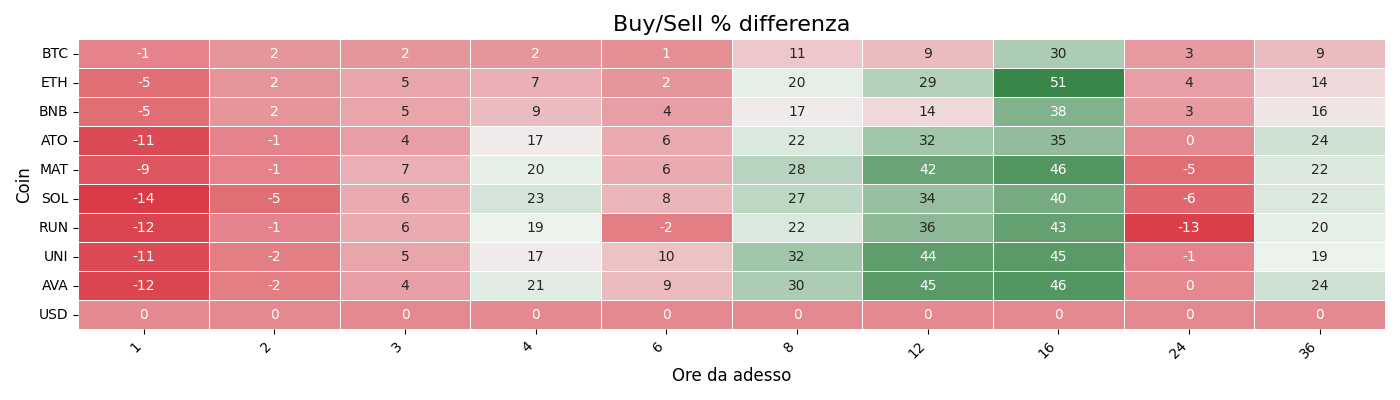 Buy/Sell % differenza
Coin
BTC -1 2 2 2 1 11 9 30 3 9
ETH -5 2 5 7 2 20 29 51 4 14
BNB -5 2 5 9 4 17 14 38 3 16
ATO -11 -1 4 17 6 22 32 35 0 24
MAT -9 -1 7 20 6 28 42 46 -5 22
SOL -14 -5 6 23 8 27 34 40 -6 22
RUN -12 -1 6 19 -2 22 36 43 -13 20
UNI -11 -2 5 17 10 32 44 45 -1 19
AVA -12 -2 4 21 9 30 45 46 0 24
USD 0 0 0 0 0 0 0 0 0 0
1 2 3 4 6 8 12 16 24 36
Ore da adesso